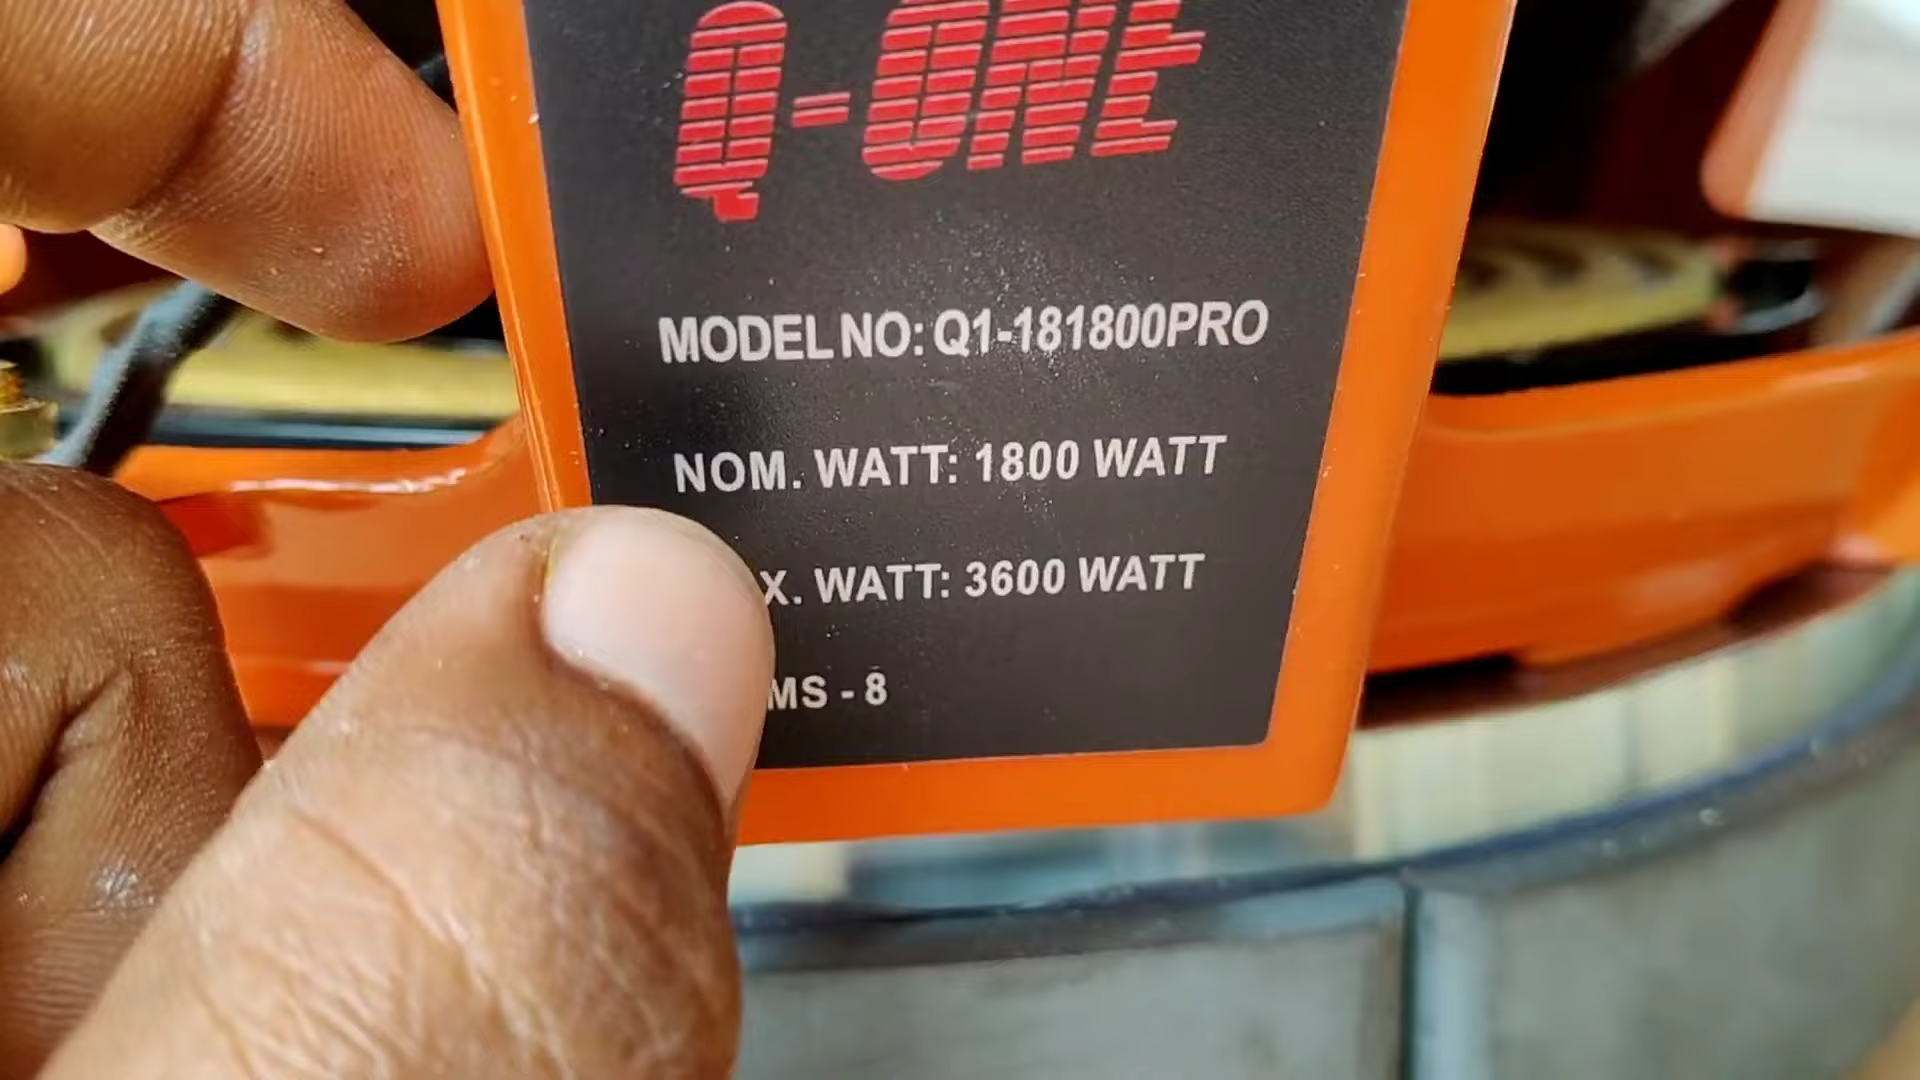 Q-ONE
MODEL NO: Q1-181800PRO
NOM. WATT: 1800 WATT
X. WATT: 3600 WATT
MS - 8